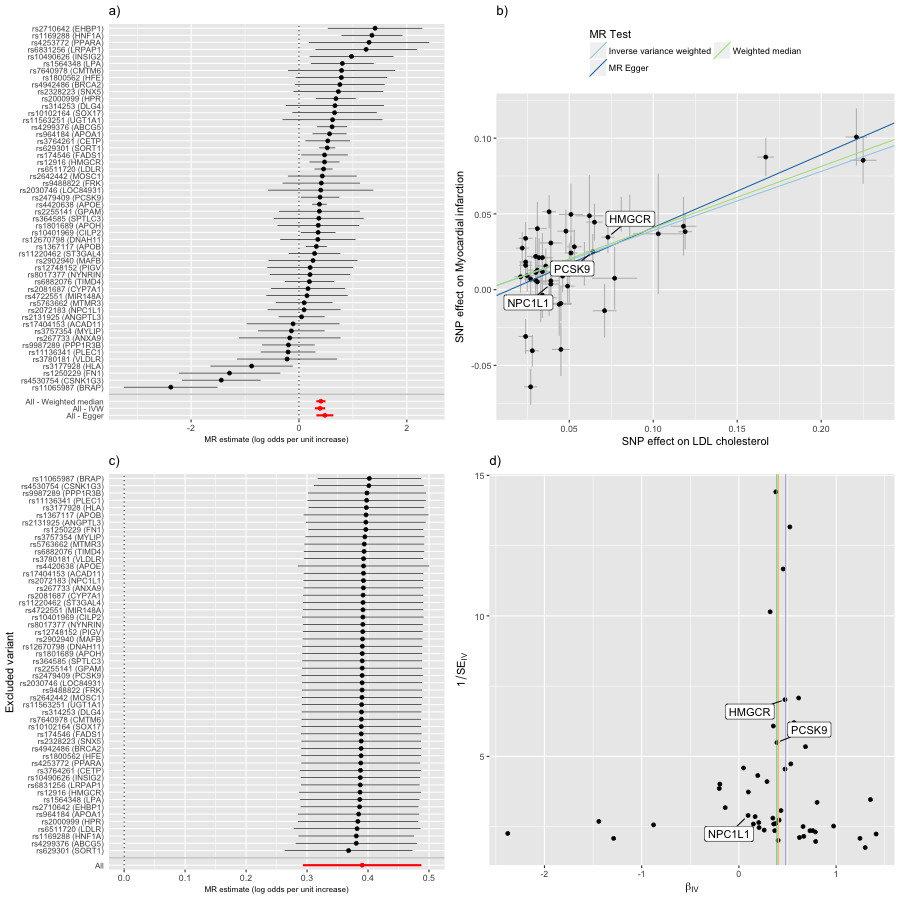 a)
rs2710642 (EHBP1)
rs1169288 (HNF1A)
rs4253772 (PPARA)
rs6831256 (LRPAP1)
rs10490626 (INSIG2)
rs1564348 (LPA)
rs7640978 (CMTM6)
rs1800562 (HFE)
rs4942486 (BRCA2)
rs2328223 (SNX5)
rs2000999 (HPR)
rs314253 (DLG4)
rs10102164 (SOX17)
rs11563251 (UGT1A1)
rs4299376 (ABCG5)
rs964184 (APOA1)
rs3764261 (CETP)
rs629301 (SORT1)
rs174546 (FADS1)
rs12916 (HMGCR)
rs6511720 (LDLR)
rs2642442 (MOSC1)
rs9488822 (FRK)
rs2030746 (LOC84931)
rs2479409 (PCSK9)
rs4420638 (APOE)
rs2255141 (GPAM)
rs364585 (SPTLC3)
rs1801689 (APOH)
rs10401969 (CILP2)
rs12670798 (DNAH11)
rs1367117 (APOB)
rs11220462 (ST3GAL4)
rs2902940 (MAFB)
rs12748152 (PIGV)
rs8017377 (NYNRIN)
rs6882076 (TIMD4)
rs2081687 (CYP7A1)
rs4722551 (MIR148A)
rs5763662 (MTMR3)
rs2072183 (NPC1L1)
rs2131925 (ANGPTL3)
rs17404153 (ACAD11)
rs3757354 (MYLIP)
rs267733 (ANXA9)
rs9987289 (PPP1R3B)
rs11136341 (PLEC1)
rs3780181 (VLDLR)
rs3177928 (HLA)
rs1250229 (FN1)
rs4530754 (CSNK1G3)
rs11065987 (BRAP)
All - Weighted median
All - IVW
All - Egger
-2 0 2
MR estimate (log odds per unit increase)
b)
MR Test
Inverse variance weighted Weighted median
MR Egger
SNP effect on Myocardial infarction
0.10
0.05
0.00
-0.05
HMGCR
PCSK9
NPC1L1
0.05 0.10 0.15 0.20
SNP effect on LDL cholesterol
c)
Excluded variant
rs11065987 (BRAP)
rs4530754 (CSNK1G3)
rs9987289 (PPP1R3B)
rs11136341 (PLEC1)
rs3177928 (HLA)
rs1367117 (APOB)
rs2131925 (ANGPTL3)
rs1250229 (FN1)
rs3757354 (MYLIP)
rs5763662 (MTMR3)
rs6882076 (TIMD4)
rs3780181 (VLDLR)
rs4420638 (APOE)
rs17404153 (ACAD11)
rs2072183 (NPC1L1)
rs267733 (ANXA9)
rs2081687 (CYP7A1)
rs11220462 (ST3GAL4)
rs4722551 (MIR148A)
rs10401969 (CILP2)
rs8017377 (NYNRIN)
rs12748152 (PIGV)
rs2902940 (MAFB)
rs12670798 (DNAH11)
rs1801689 (APOH)
rs364585 (SPTLC3)
rs2255141 (GPAM)
rs2479409 (PCSK9)
rs2030746 (LOC84931)
rs9488822 (FRK)
rs2642442 (MOSC1)
rs11563251 (UGT1A1)
rs314253 (DLG4)
rs7640978 (CMTM6)
rs10102164 (SOX17)
rs174546 (FADS1)
rs2328223 (SNX5)
rs4942486 (BRCA2)
rs1800562 (HFE)
rs4253772 (PPARA)
rs3764261 (CETP)
rs10490626 (INSIG2)
rs12916 (HMGCR)
rs1564348 (LPA)
rs2710642 (EHBP1)
rs964184 (APOA1)
rs2000999 (HPR)
rs6511720 (LDLR)
rs1169288 (HNF1A)
rs4299376 (ABCG5)
rs629301 (SORT1)
All
0.0 0.1 0.2 0.3 0.4 0.5
MR estimate (log odds per unit increase)
d)
1/SE_IV
15
10
5
HMGCR
PCSK9
NPC1L1
-2 -1 0 1
β_IV